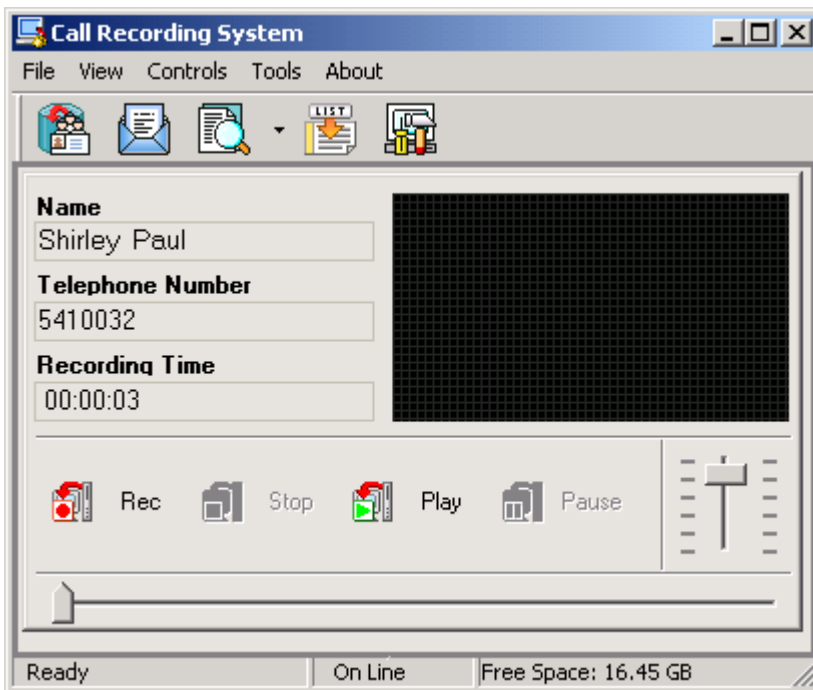 Call Recording System
File View Controls Tools About
LIST
Name
Shirley Paul
Telephone Number
5410032
Recording Time
00:00:03
Rec Stop Play Pause
Ready On Line Free Space: 16.45 GB